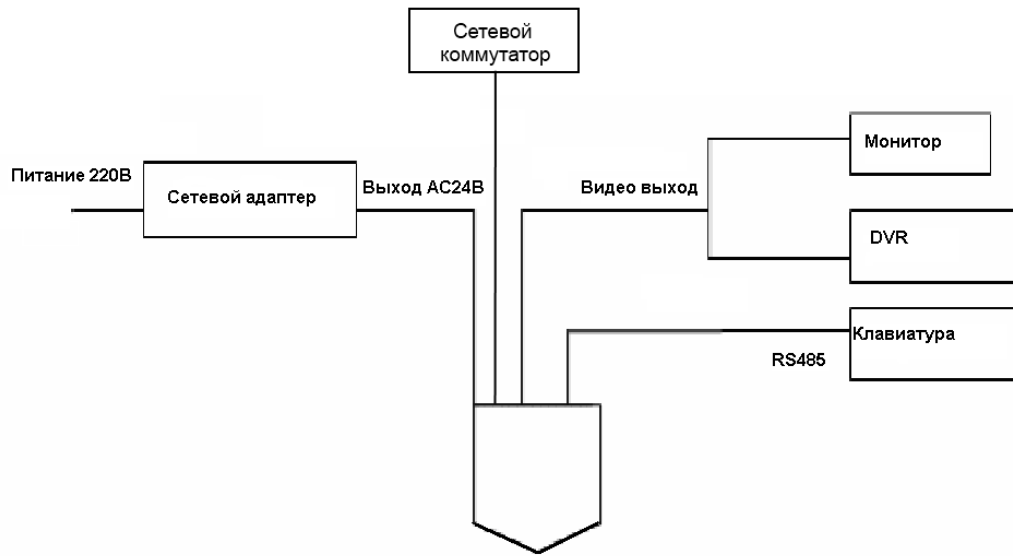 Сетевой
коммутатор
Монитор
Питание 220В
Сетевой адаптер
Выход AC24В
Видео выход
DVR
Клавиатура
RS485